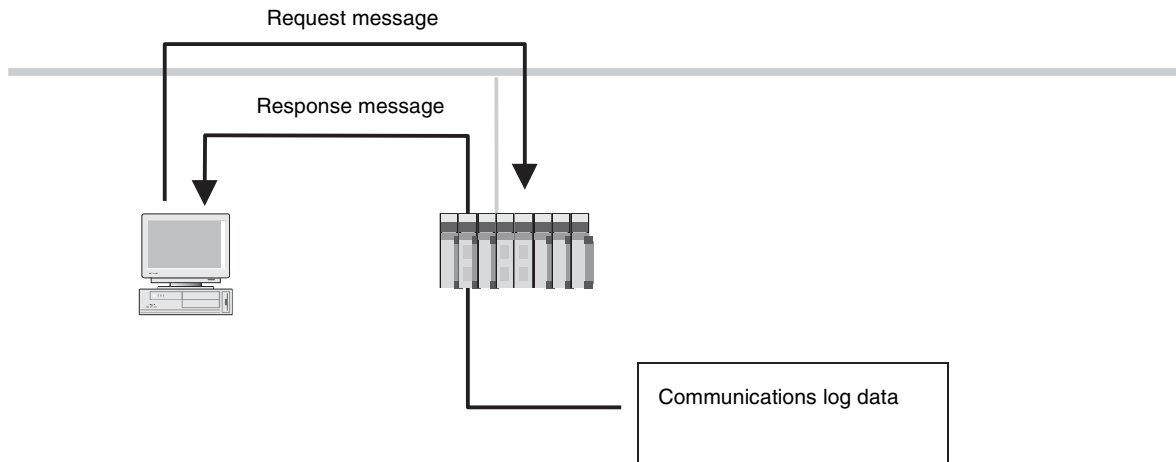 Request message
Response message
Communications log data